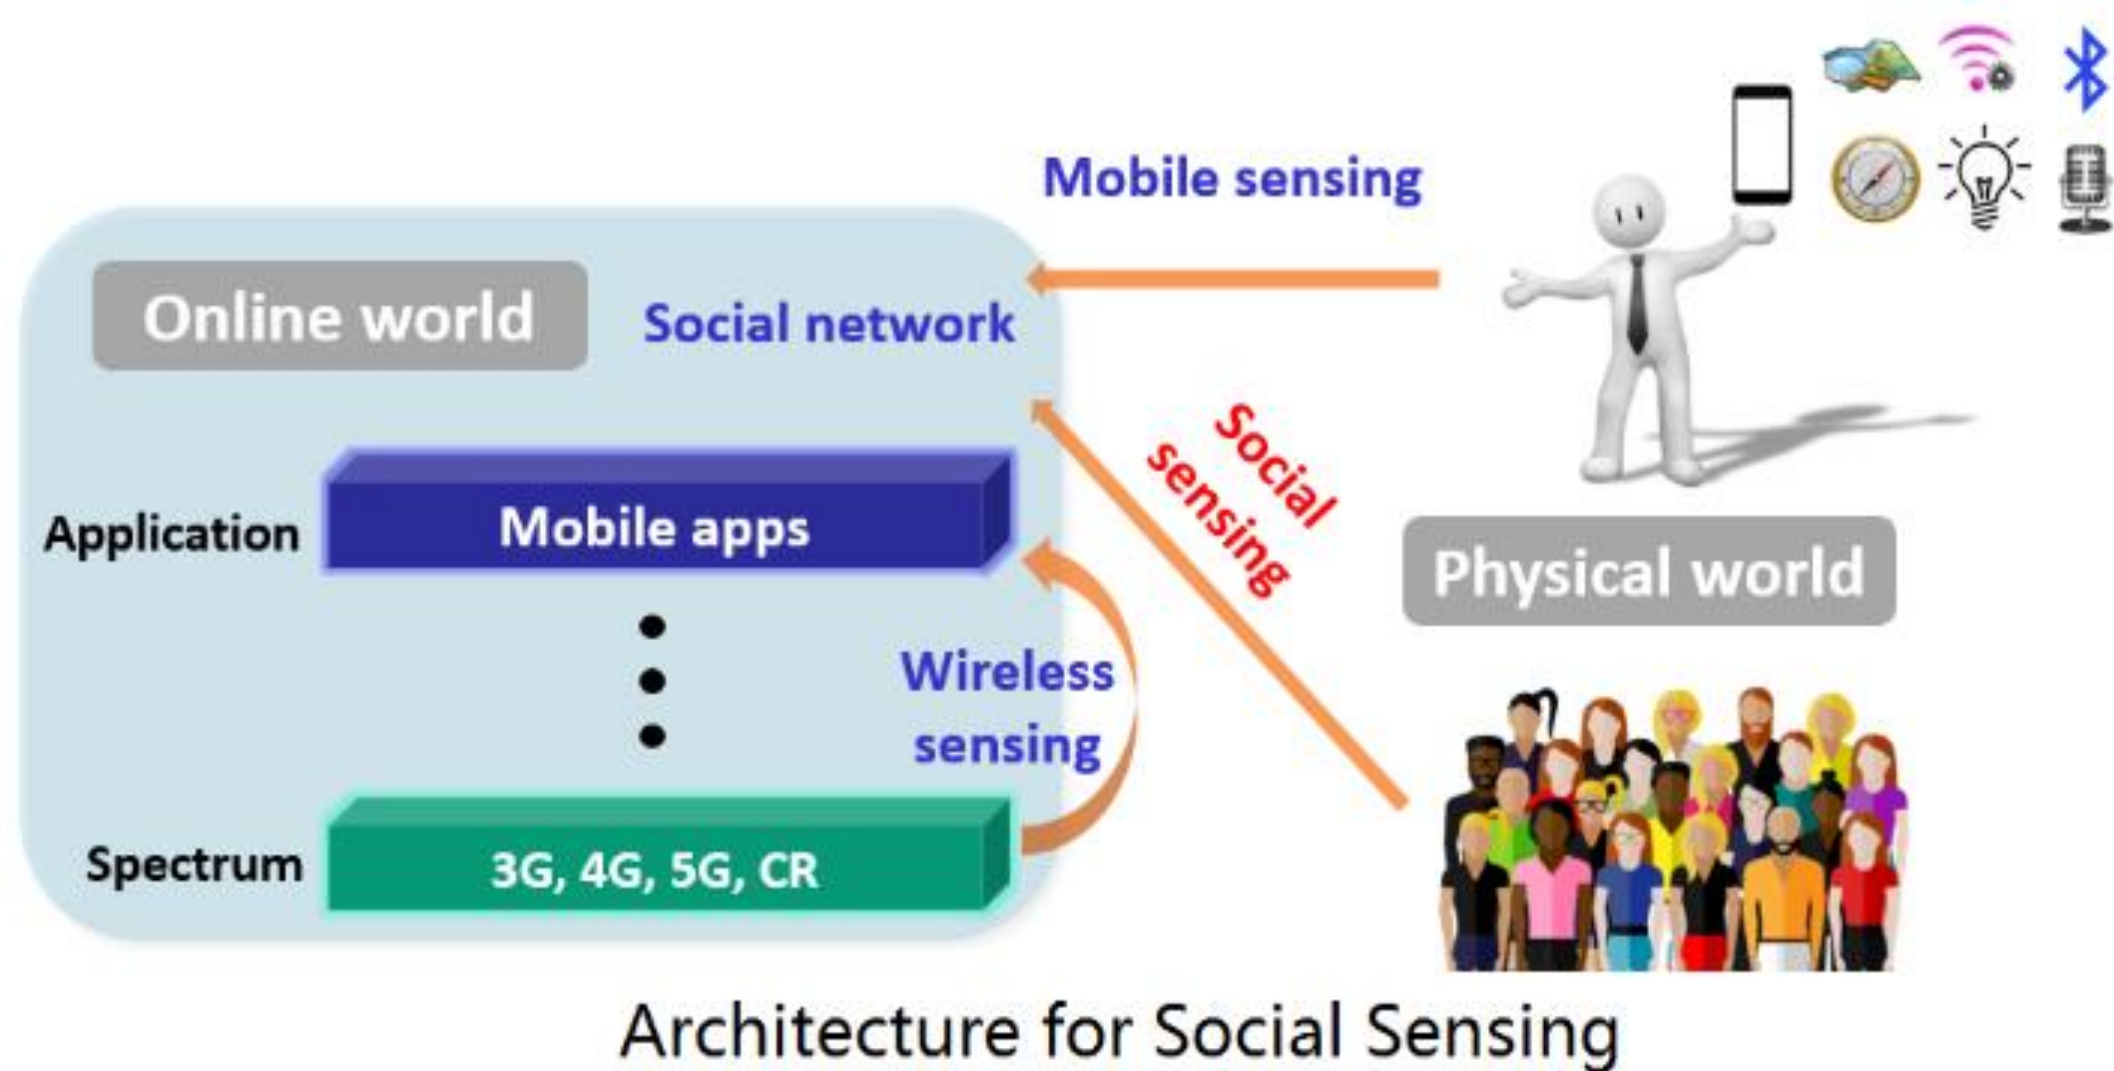 Mobile sensing
Online world
Social network
Social
sensing
Application
Mobile apps
Physical world
Wireless
sensing
Spectrum
3G, 4G, 5G, CR
Architecture for Social Sensing